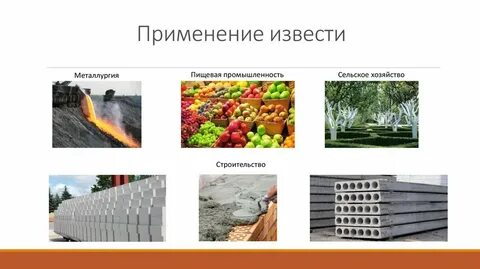 Применение извести
Металлургия
Пищевая промышленность
Сельское хозяйство
Строительство